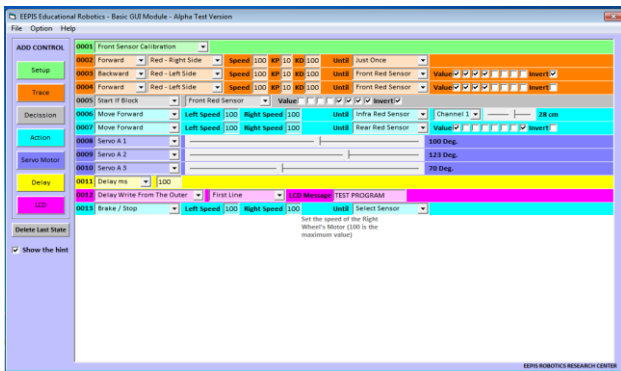 EEPIS Educational Robotics - Basic GUI Module - Alpha Test Version
File Option Help
ADD CONTROL
Setup
Trace
Decission
Action
Servo Motor
Delay
LCD
Delete Last State
Show the hint
0001 Front Sensor Calibration
0002 Forward Red - Right Side Speed 100 KP 10 KD 100 Until Just Once
0003 Backward Red - Left Side Speed 100 KP 10 KD 100 Until Front Red Sensor Value Invert
0004 Forward Red - Left Side Speed 100 KP 10 KD 100 Until Front Red Sensor Value Invert
0005 Start If Block Front Red Sensor Value Invert
0006 Move Forward Left Speed 100 Right Speed 100 Until Infra Red Sensor Channel 1 28 cm
0007 Move Forward Left Speed 100 Right Speed 100 Until Rear Red Sensor Value Invert
0008 Servo A 1 100 Deg.
0009 Servo A 2 123 Deg.
0010 Servo A 3 70 Deg.
0011 Delay ms 100
0012 Delay Write From The Outer First Line LCD Message TEST PROGRAM
0013 Brake / Stop Left Speed 100 Right Speed 100 Until Select Sensor
Set the speed of the Right
Wheel's Motor (100 is the
maximum value)
EEPIS ROBOTICS RESEARCH CENTER